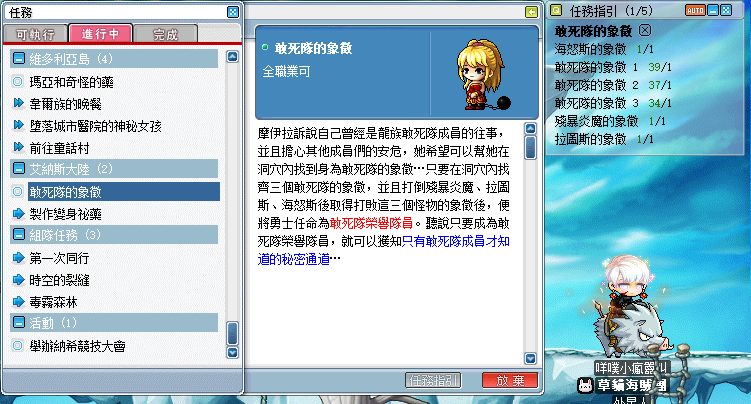 任務
可執行 進行中 完成
維多利亞島 (4)
瑪亞和奇怪的藥
韋爾族的晚餐
墮落城市醫院的神秘女孩
前往童話村
艾納斯大陸 (2)
敢死隊的象徵
製作變身祕藥
組隊任務 (3)
第一次同行
時空的裂縫
毒霧森林
活動 (1)
舉辦納希競技大會
敢死隊的象徵
全職業可
摩伊拉訴說自己曾經是龍族敢死隊成員的往事,
並且擔心其他成員們的安危, 她希望可以幫她在
洞穴內找到身為敢死隊的象徵…只要在洞穴內找
齊三個敢死隊的象徵, 並且打倒殘暴炎魔、拉圖
斯、海怒斯後取得打敗這三個怪物的象徵後, 便
將勇士任命為敢死隊榮譽隊員。聽說只要成為敢
死隊榮譽隊員, 就可以獲知只有敢死隊成員才知
道的秘密通道…
任務指引
放棄
任務指引 (1/5)
AUTO
敢死隊的象徵
海怒斯的象徵 1/1
敢死隊的象徵 1 39/1
敢死隊的象徵 2 37/1
敢死隊的象徵 3 34/1
殘暴炎魔的象徵 1/1
拉圖斯的象徵 1/1
咩噗小瘋囂U
草貓海賊團
外星人